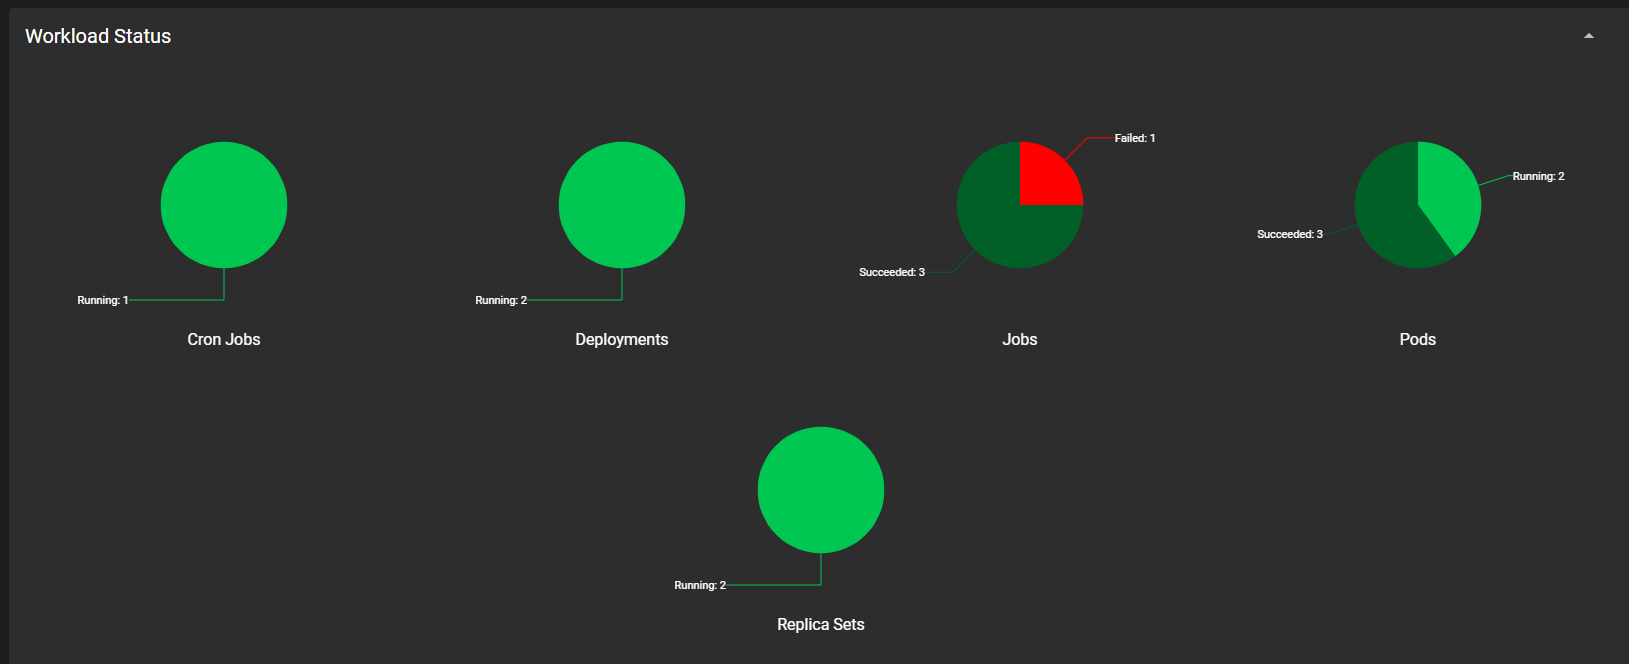 Workload Status
Failed: 1
Running: 2
Succeeded: 3
Succeeded: 3
Running: 1
Running: 2
Cron Jobs
Deployments
Jobs
Pods
Running: 2
Replica Sets